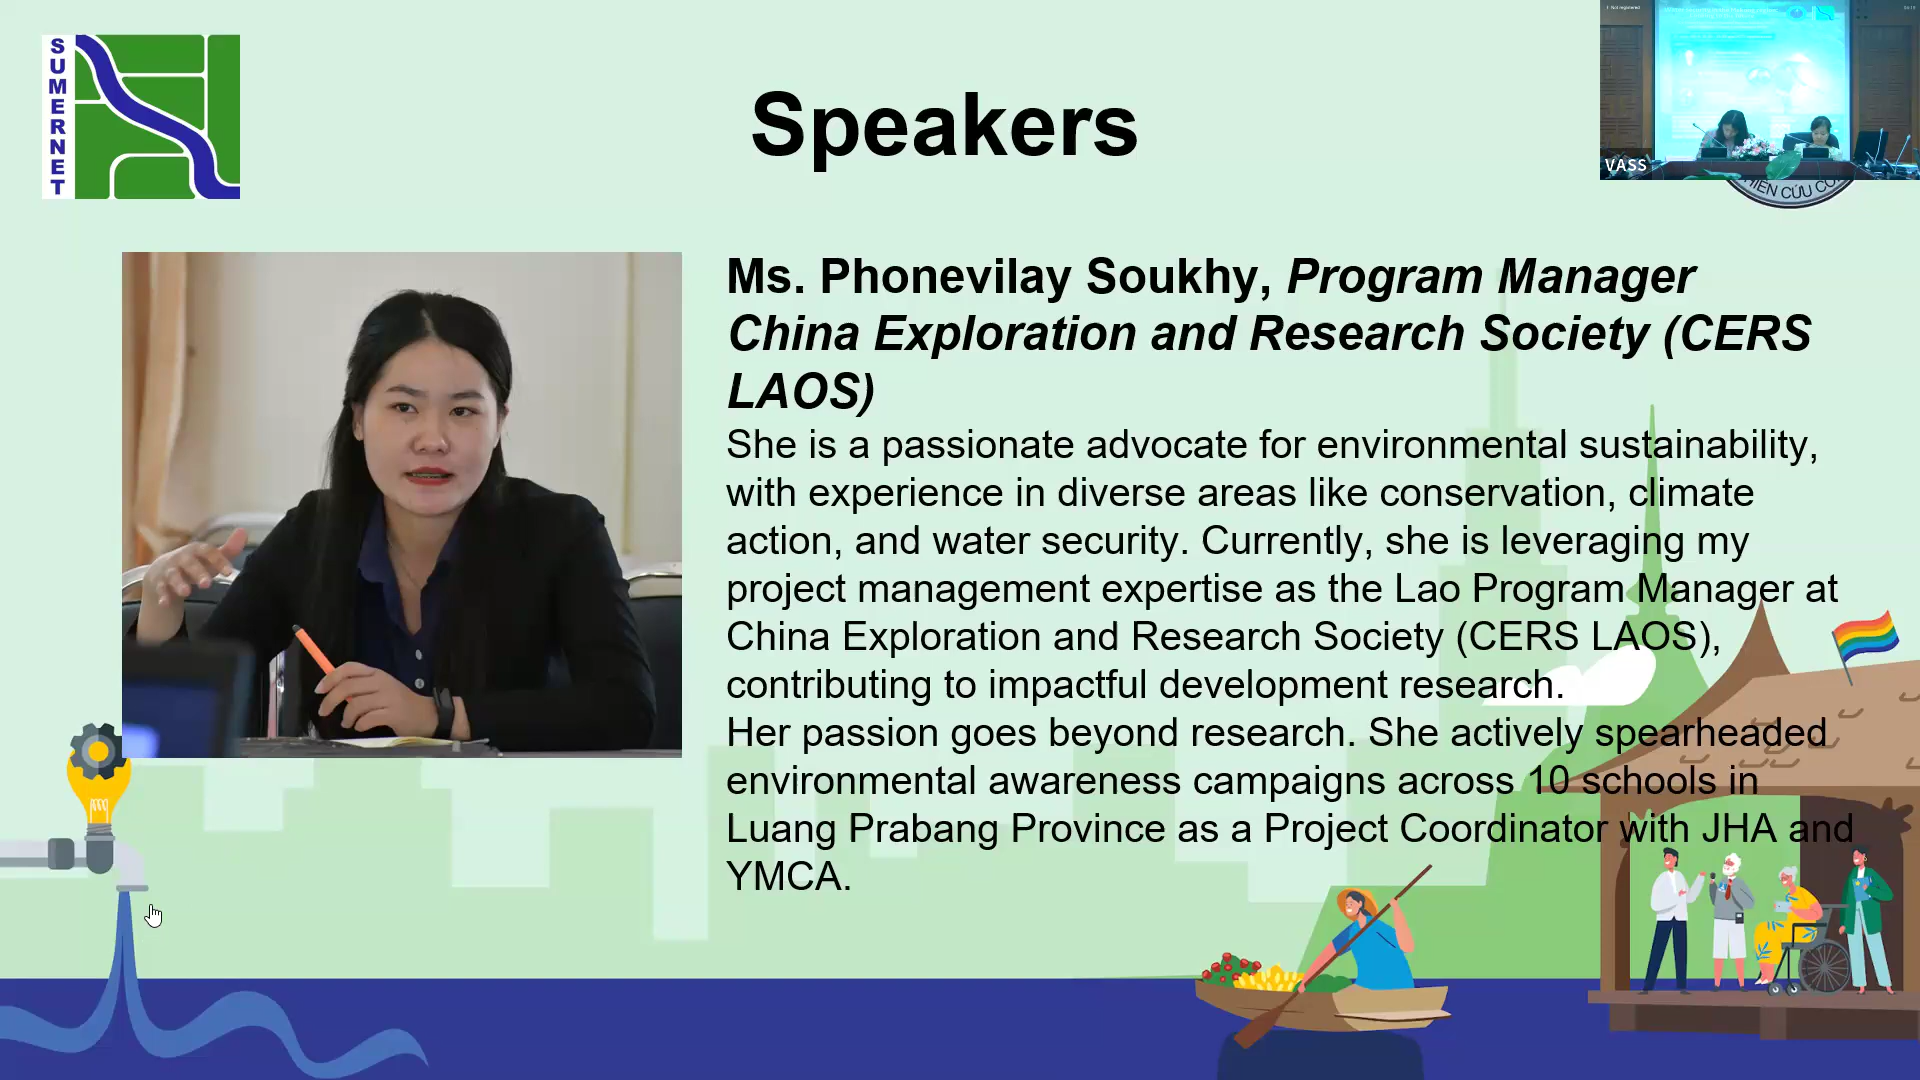 SUMERNET
Speakers
Not registered
VASS
HIÊN CỨU CÔ
Ms. Phonevilay Soukhy, Program Manager
China Exploration and Research Society (CERS
LAOS)
She is a passionate advocate for environmental sustainability,
with experience in diverse areas like conservation, climate
action, and water security. Currently, she is leveraging my
project management expertise as the Lao Program Manager at
China Exploration and Research Society (CERS LAOS),
contributing to impactful development research.
Her passion goes beyond research. She actively spearheaded
environmental awareness campaigns across 10 schools in
Luang Prabang Province as a Project Coordinator with JHA and
YMCA.